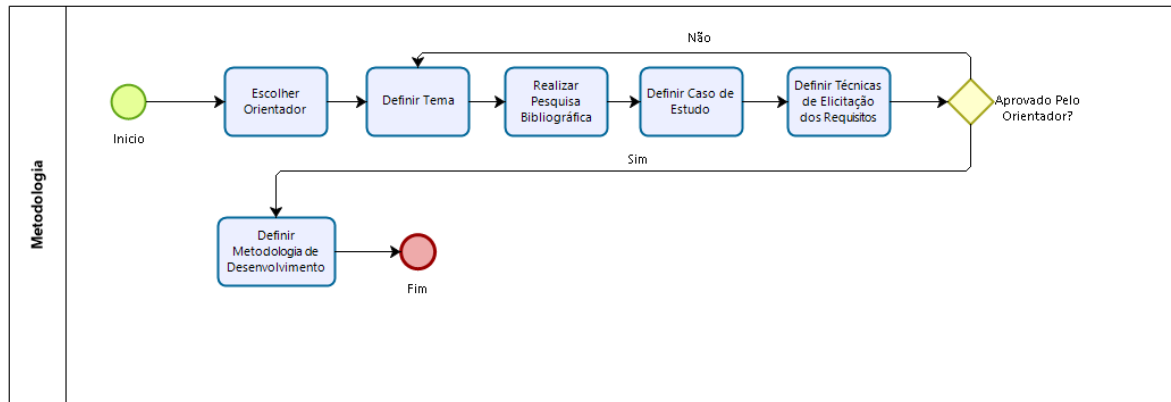 Metodologia
Inicio
Escolher
Orientador
Definir Tema
Realizar
Pesquisa
Bibliográfica
Definir Caso de
Estudo
Definir Técnicas
de Elicitação
dos Requisitos
Aprovado Pelo
Orientador?
Não
Sim
Definir
Metodologia de
Desenvolvimento
Fim